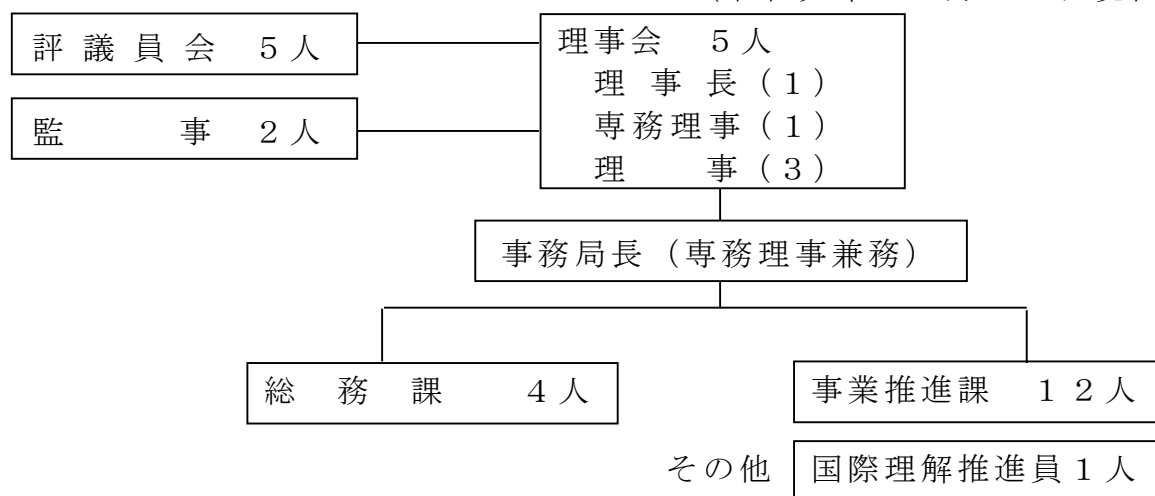 評議員会 5人
理事会 5人
理事長(1)
監事 2人
専務理事(1)
理事(3)
事務局長(専務理事兼務)
総務課 4人
事業推進課 12人
その他 国際理解推進員1人